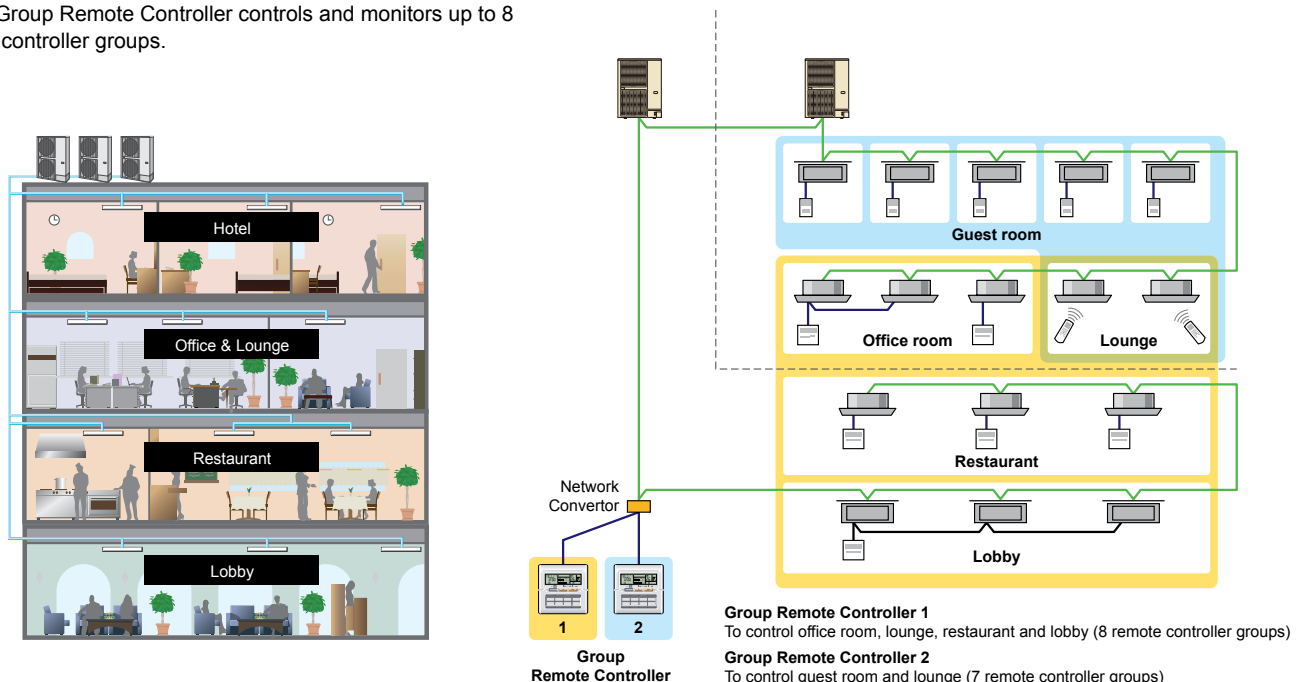 Group Remote Controller controls and monitors up to 8
controller groups.
Hotel
Office & Lounge
Restaurant
Lobby
Guest room
Office room
Lounge
Restaurant
Lobby
Network
Convertor
1
2
Group
Remote Controller
Group Remote Controller 1
To control office room, lounge, restaurant and lobby (8 remote controller groups)
Group Remote Controller 2
To control guest room and lounge (7 remote controller groups)